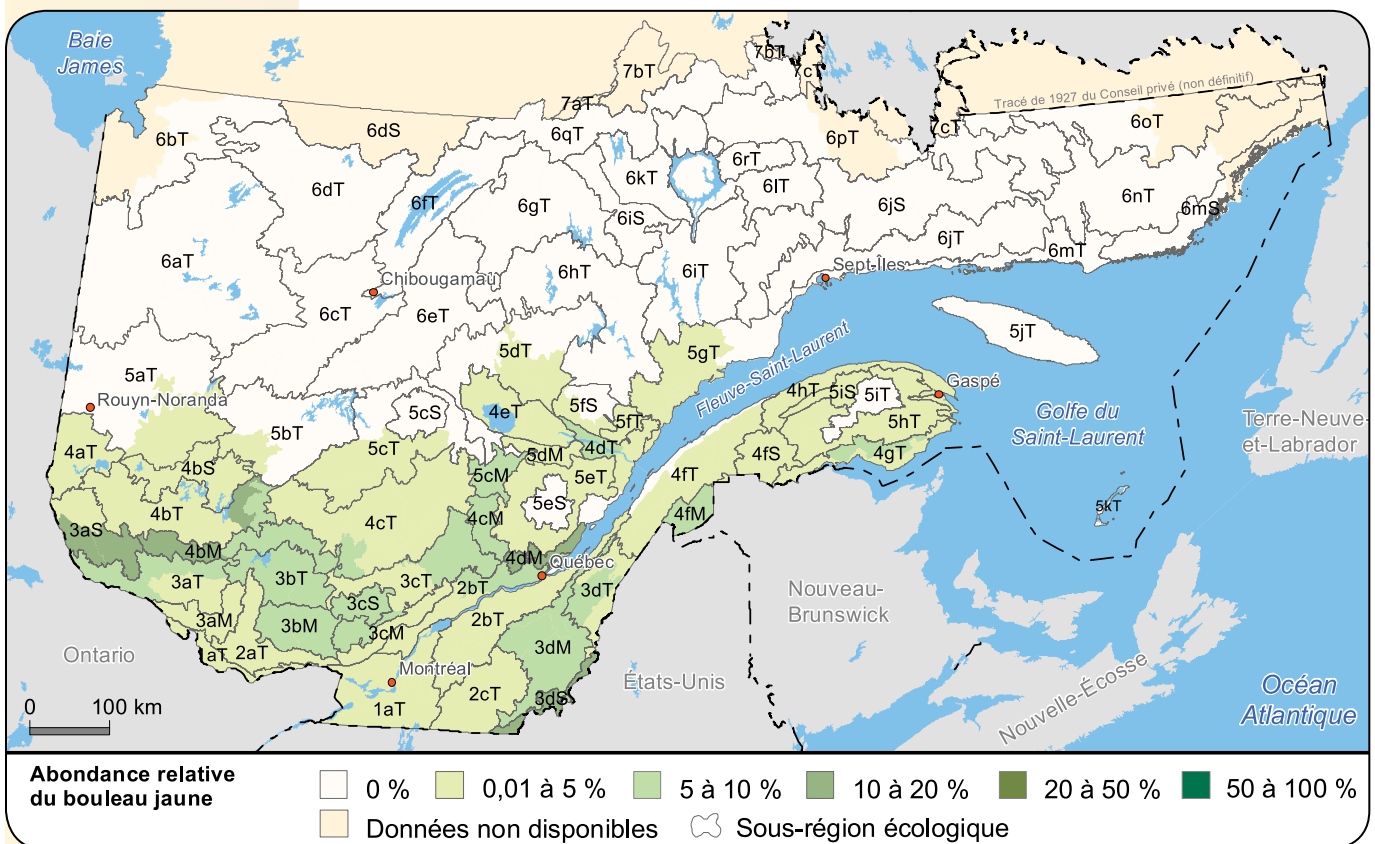 Baie
James
7bT
7bT
7cT
7aT
Tracé de 1927 du Conseil privé (non définitif)
6bT
6dS
6qT
6pT
7cT
6oT
6dT
6fT
6kT
6rT
6lT
6gT
6iS
6jS
6nT
6mS
6aT
6jT
6mT
Chibougamau
6hT
6iT
Sept-Îles
6cT
6eT
5jT
5aT
5dT
5gT
Fleuve-Saint-Laurent
Rouyn-Noranda
5cS
4eT
5fS
5fT
4hT
5iS
5iT
Gaspé
Golfe du
Saint-Laurent
Terre-Neuve-
et-Labrador
5bT
5cT
4dT
5hT
4aT
4bS
5dM
5cM
5eT
4fT
4fS
4gT
4bT
4cT
4cM
5eS
4fM
5kT
3aS
4bM
4dM
Québec
3aT
3bT
3cT
2bT
3dT
Nouveau-
Brunswick
3aM
3bM
3cS
3cM
2bT
3dM
Ontario
1aT
2aT
Montréal
2cT
3dS
États-Unis
1aT
Nouvelle-Écosse
Océan
Atlantique
0 100 km
Abondance relative
du bouleau jaune
0 %
0,01 à 5 %
5 à 10 %
10 à 20 %
20 à 50 %
50 à 100 %
Données non disponibles
Sous-région écologique